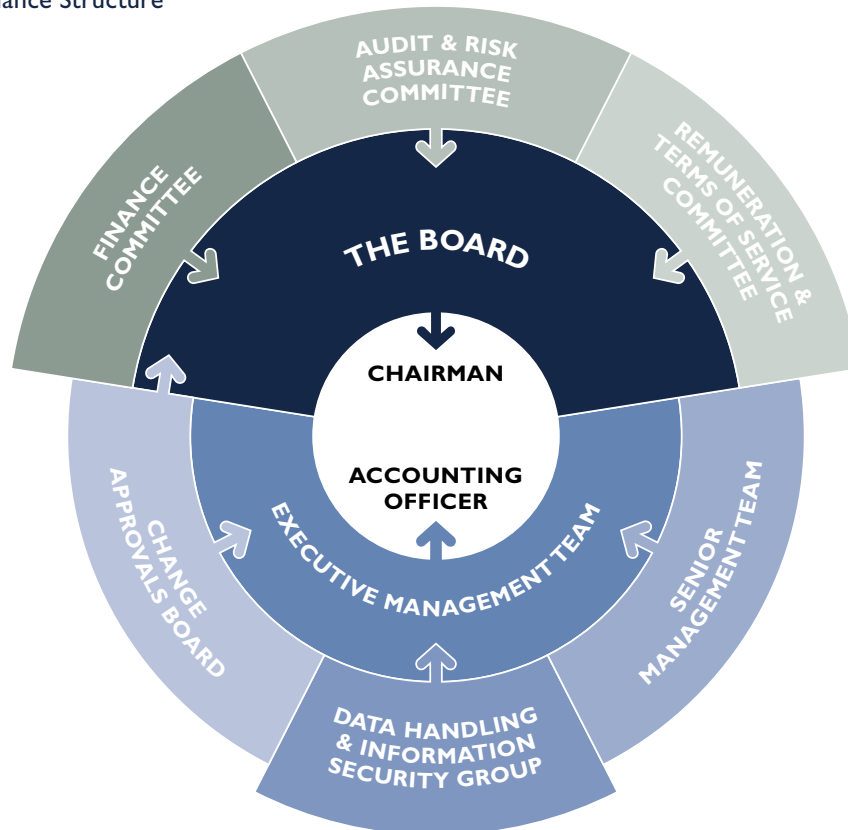 nance Structure
AUDIT & RISK
ASSURANCE
COMMITTEE
FINANCE
COMMITTEE
REMUNERATION &
TERMS OF SERVICE
COMMITTEE
THE BOARD
CHAIRMAN
ACCOUNTING
OFFICER
EXECUTIVE MANAGEMENT TEAM
CHANGE
APPROVALS BOARD
SENIOR
MANAGEMENT TEAM
DATA HANDLING
& INFORMATION
SECURITY GROUP